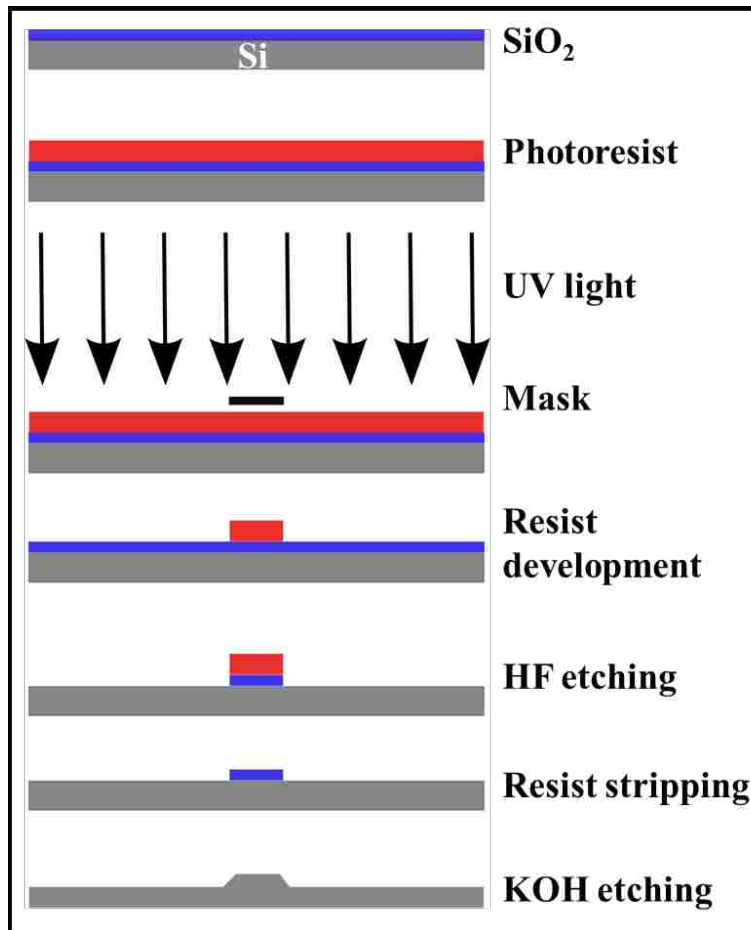 SiO₂
Si
Photoresist
UV light
Mask
Resist
development
HF etching
Resist stripping
KOH etching